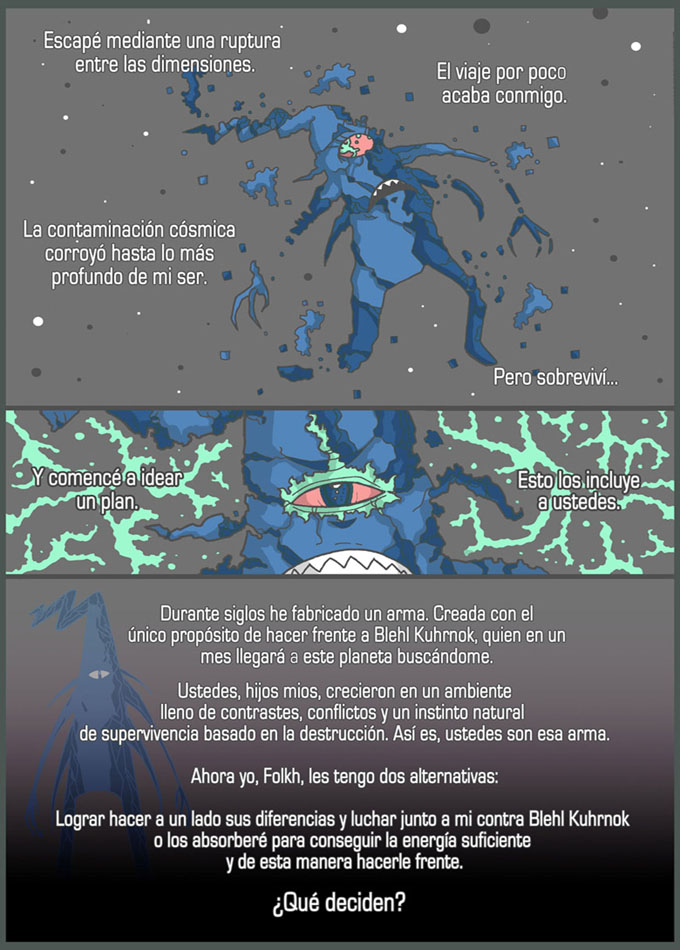 Escapé mediante una ruptura
entre las dimensiones.
El viaje por poco
acaba conmigo.
La contaminación cósmica
corroyó hasta lo más
profundo de mi ser.
Pero sobreviví...
Y comencé a idear
un plan.
Esto los incluye
a ustedes.
Durante siglos he fabricado un arma. Creada con el
único propósito de hacer frente a Blehl Kuhrnok, quien en un
mes llegará a este planeta buscándome.
Ustedes, hijos mios, crecieron en un ambiente
lleno de contrastes, conflictos y un instinto natural
de supervivencia basado en la destrucción. Así es, ustedes son esa arma.
Ahora yo, Folkh, les tengo dos alternativas:
Lograr hacer a un lado sus diferencias y luchar junto a mi contra Blehl Kuhrnok
o los absorberé para conseguir la energía suficiente
y de esta manera hacerle frente.
¿Qué deciden?